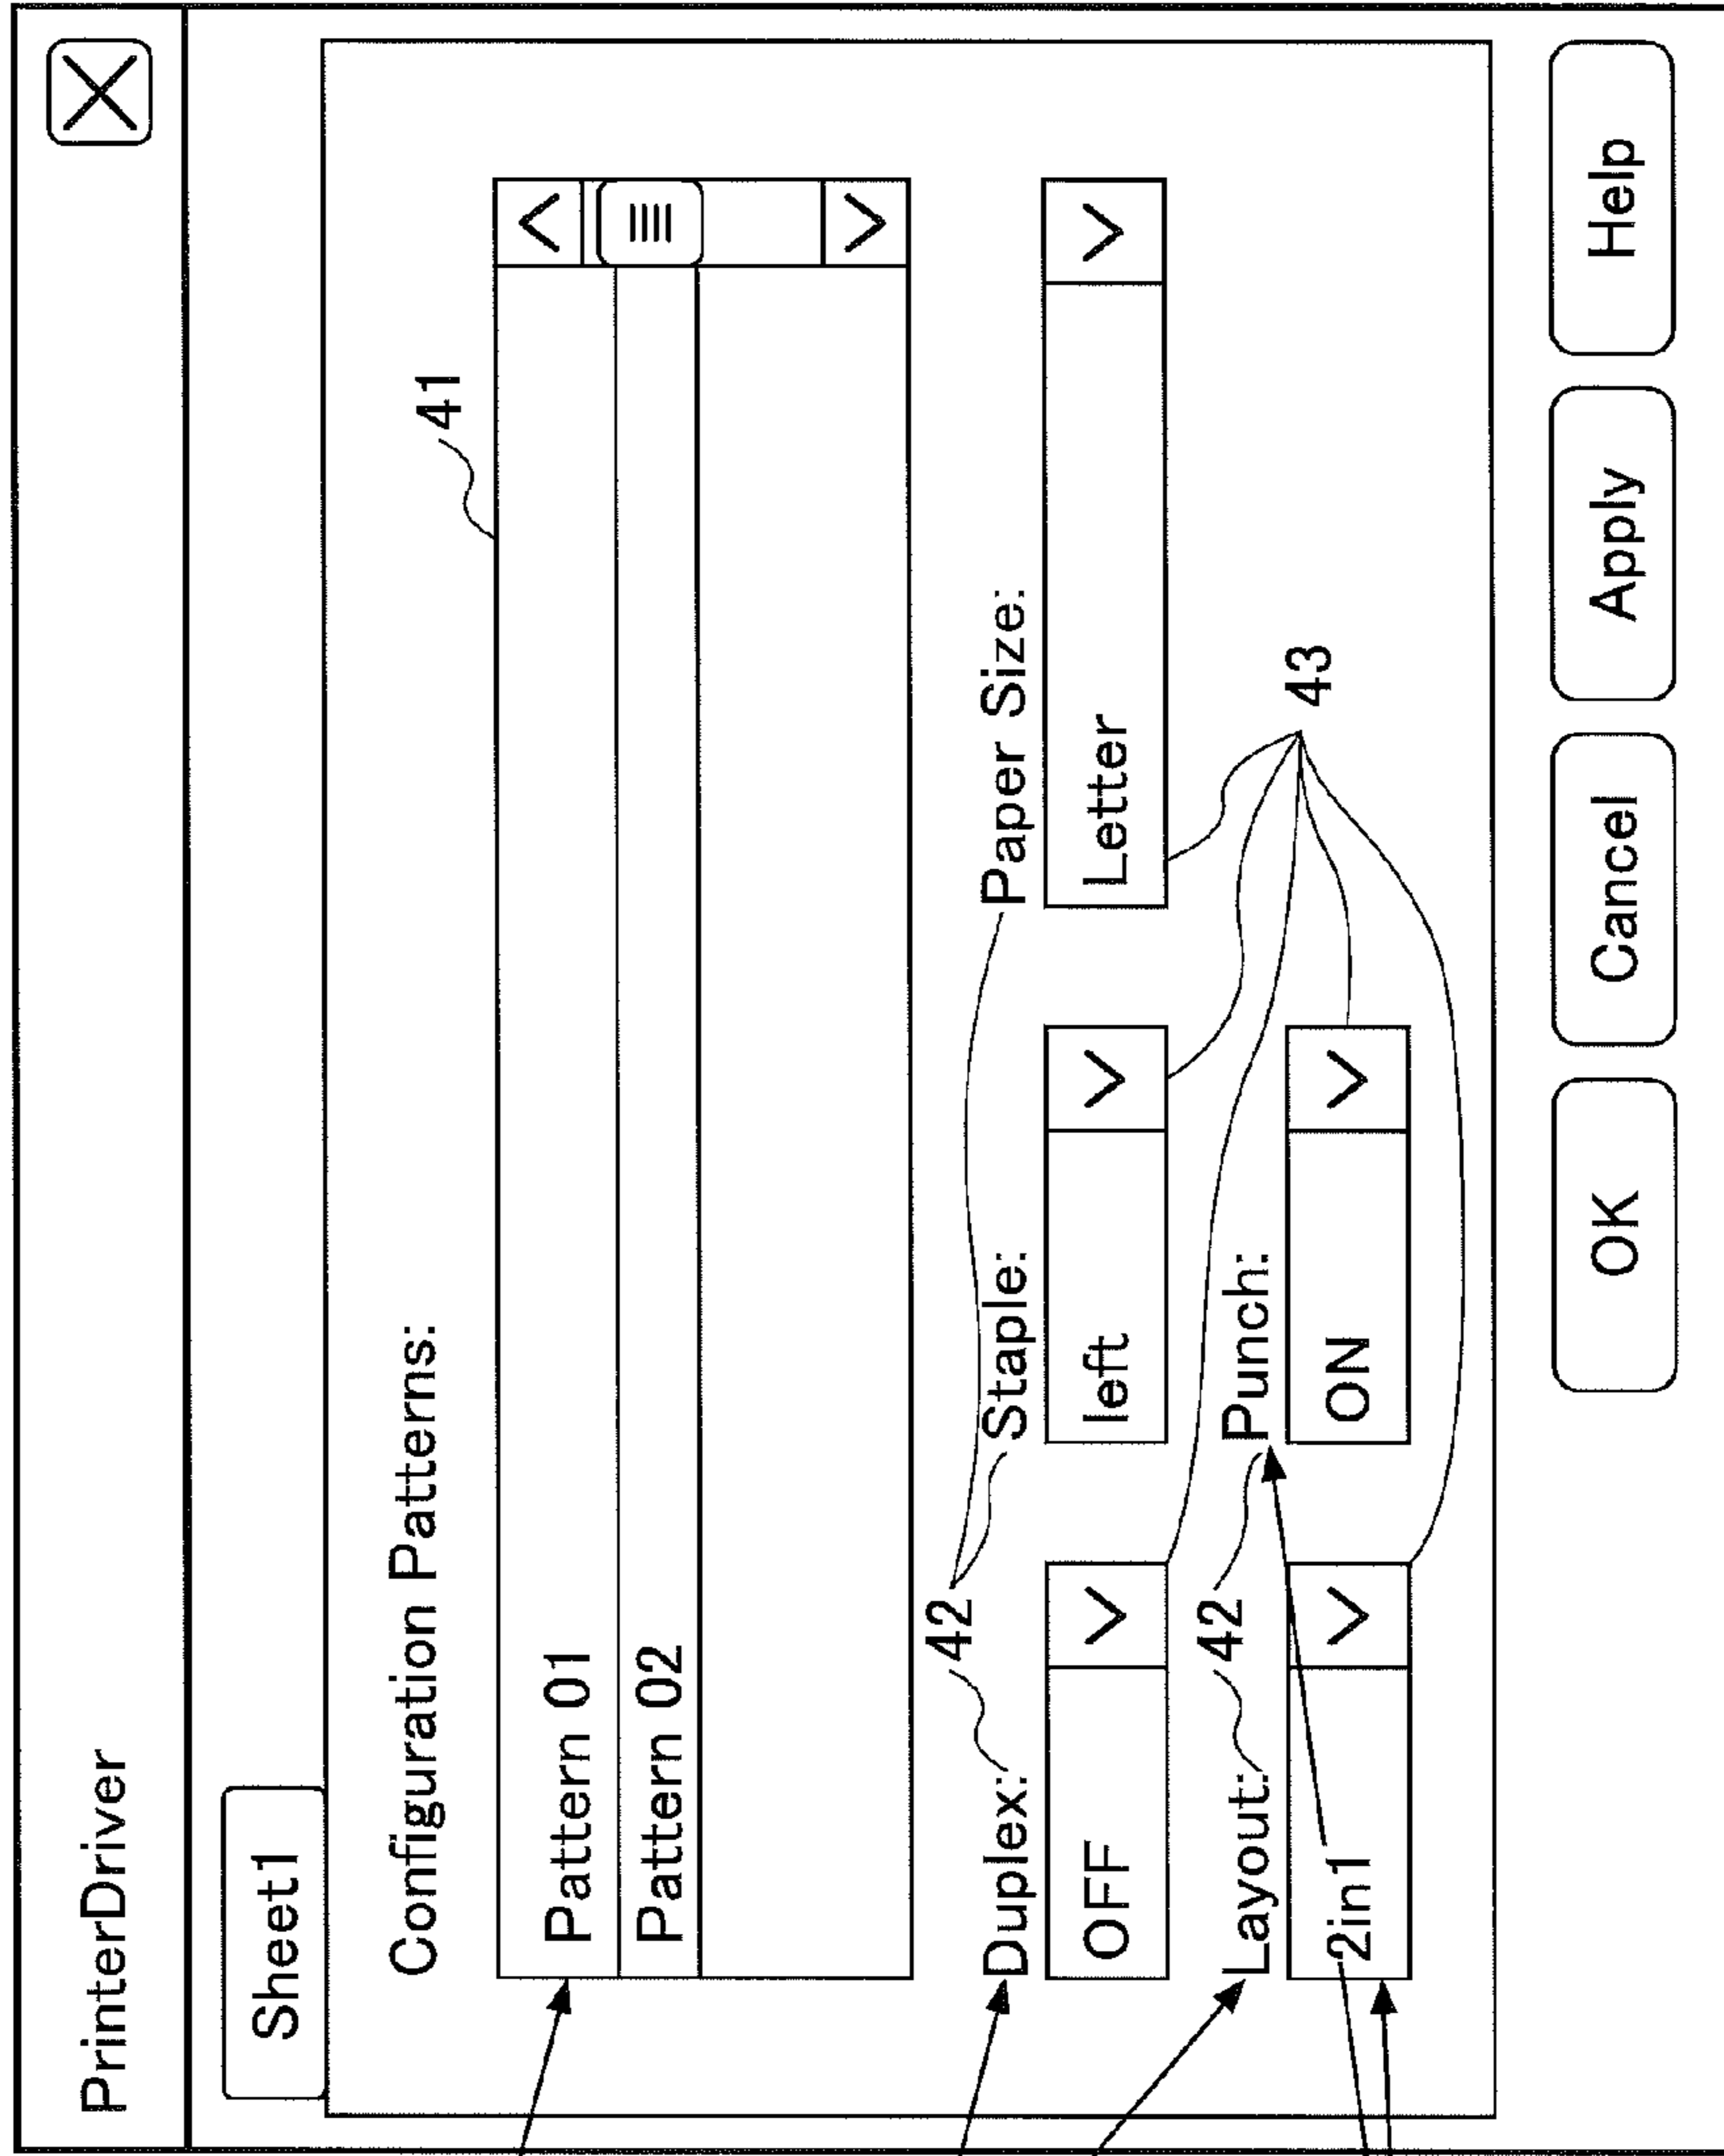 PrinterDriver
Sheet1
Configuration Patterns:
41
Pattern 01
Pattern 02
42
Duplex: Staple: Paper Size:
OFF left Letter
42
Layout: Punch:
43
2in1 ON
OK Cancel Apply Help